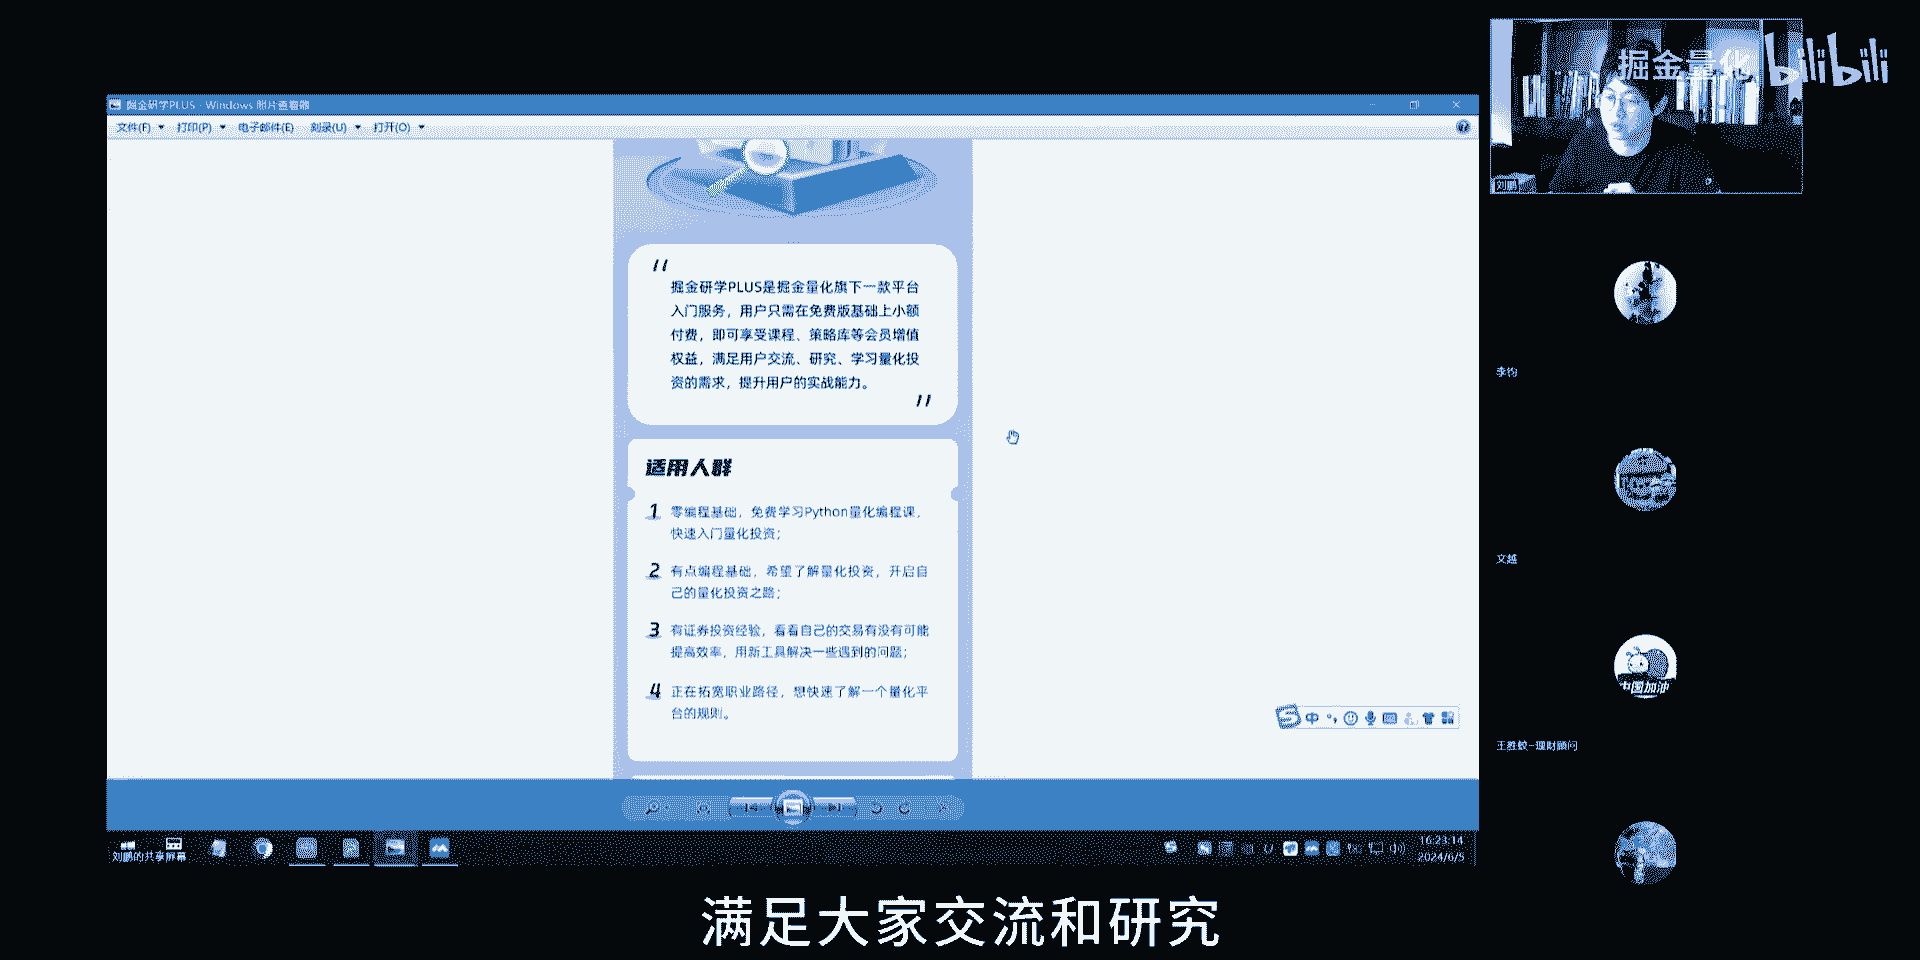 掘金量化 bilibili
掘金研学PLUS - Windows 照片查看器
文件(F) 打印(P) 电子邮件(E) 刻录(U) 打开(O)
刘鹏
"
掘金研学PLUS是掘金量化旗下一款平台
入门服务，用户只需在免费版基础上小额
付费，即可享受课程、策略库等会员增值
权益，满足用户交流、研究、学习量化投
资的需求，提升用户的实战能力。
"
适用人群
1 零编程基础，免费学习Python量化编程课，
快速入门量化投资；
2 有点编程基础，希望了解量化投资，开启自
己的量化投资之路；
3 有证券投资经验，看看自己的交易有没有可能
提高效率，用新工具解决一些遇到的问题；
4 正在拓宽职业路径，想快速了解一个量化平
台的规则。
李钧
文越
中国加油
-理财顾问
中
刘鹏的共享屏幕
16:23:14
2024/6/5
满足大家交流和研究